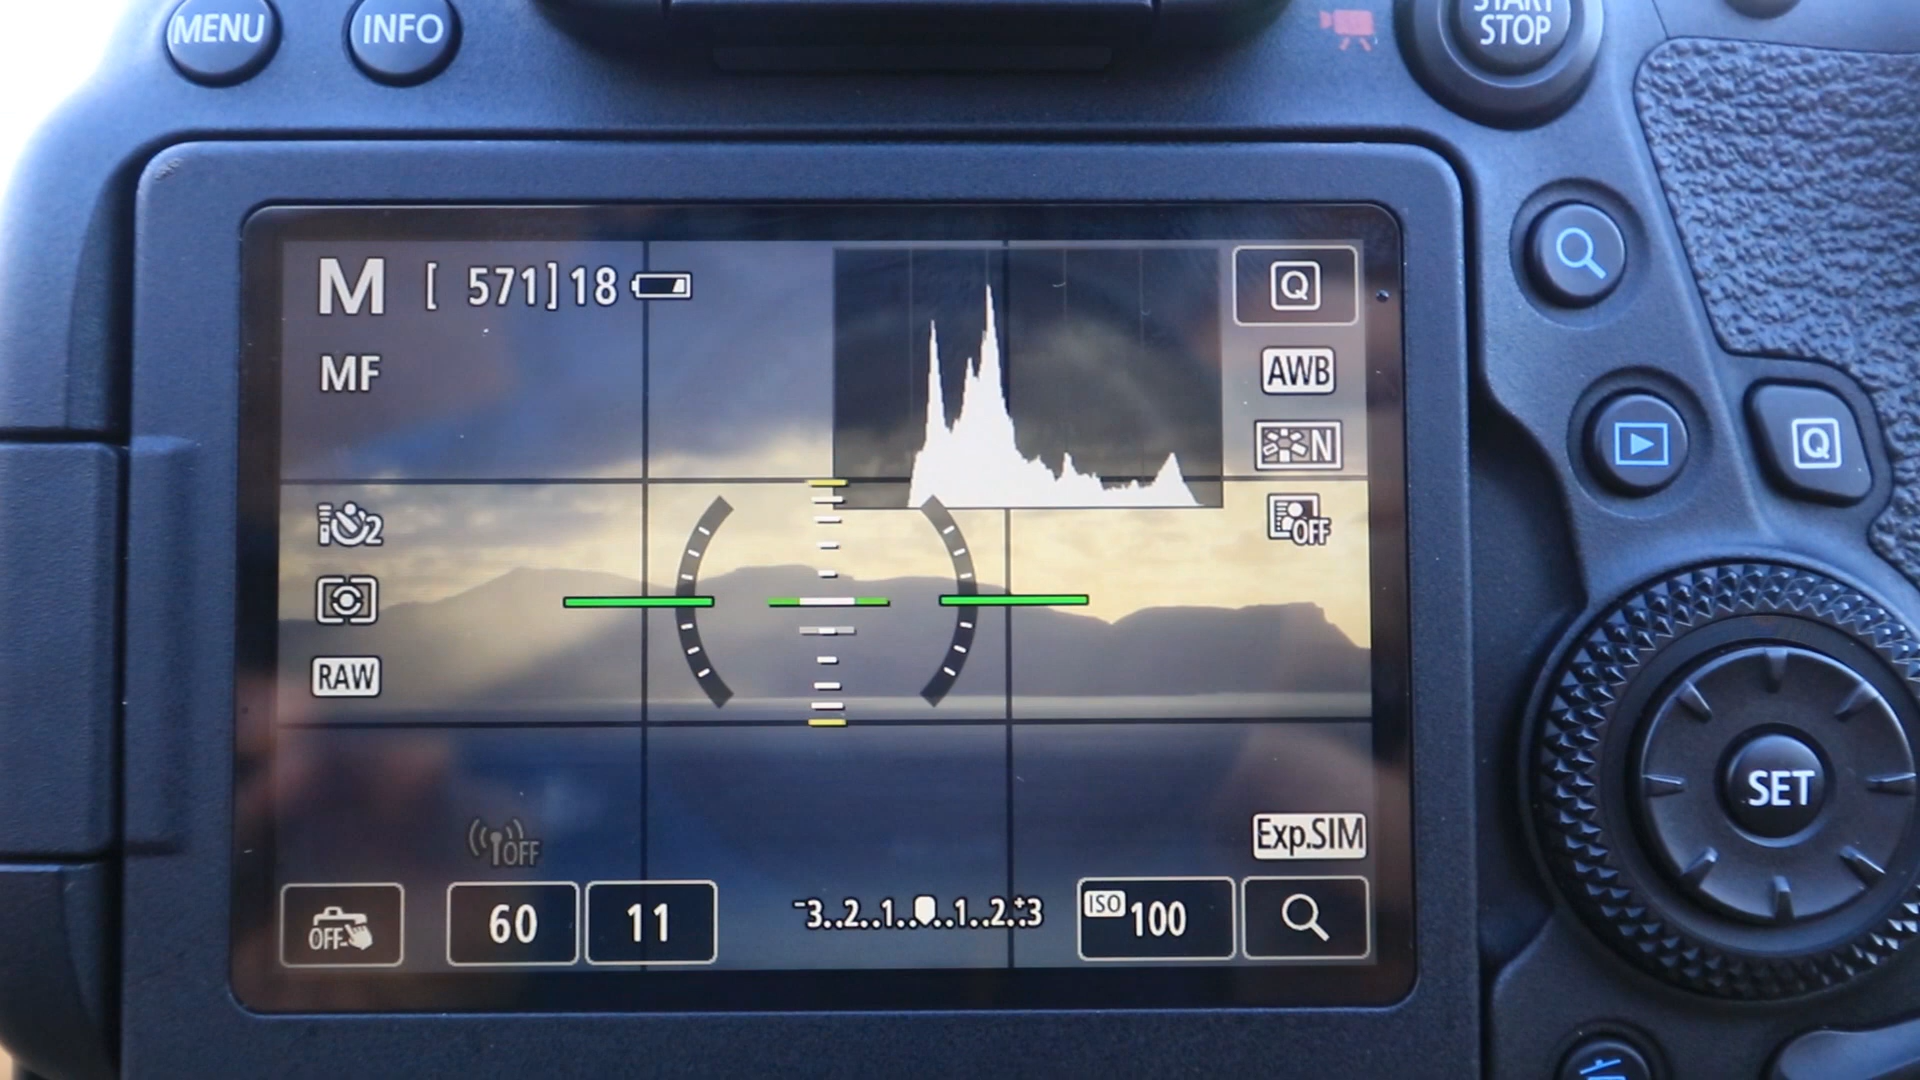 MENU INFO
START
STOP
M [ 571]18
Q
MF
AWB
N
Q
2
OFF
RAW
SET
OFF
Exp.SIM
OFF
60 11 -3..2..1....1..2..+3 ISO 100